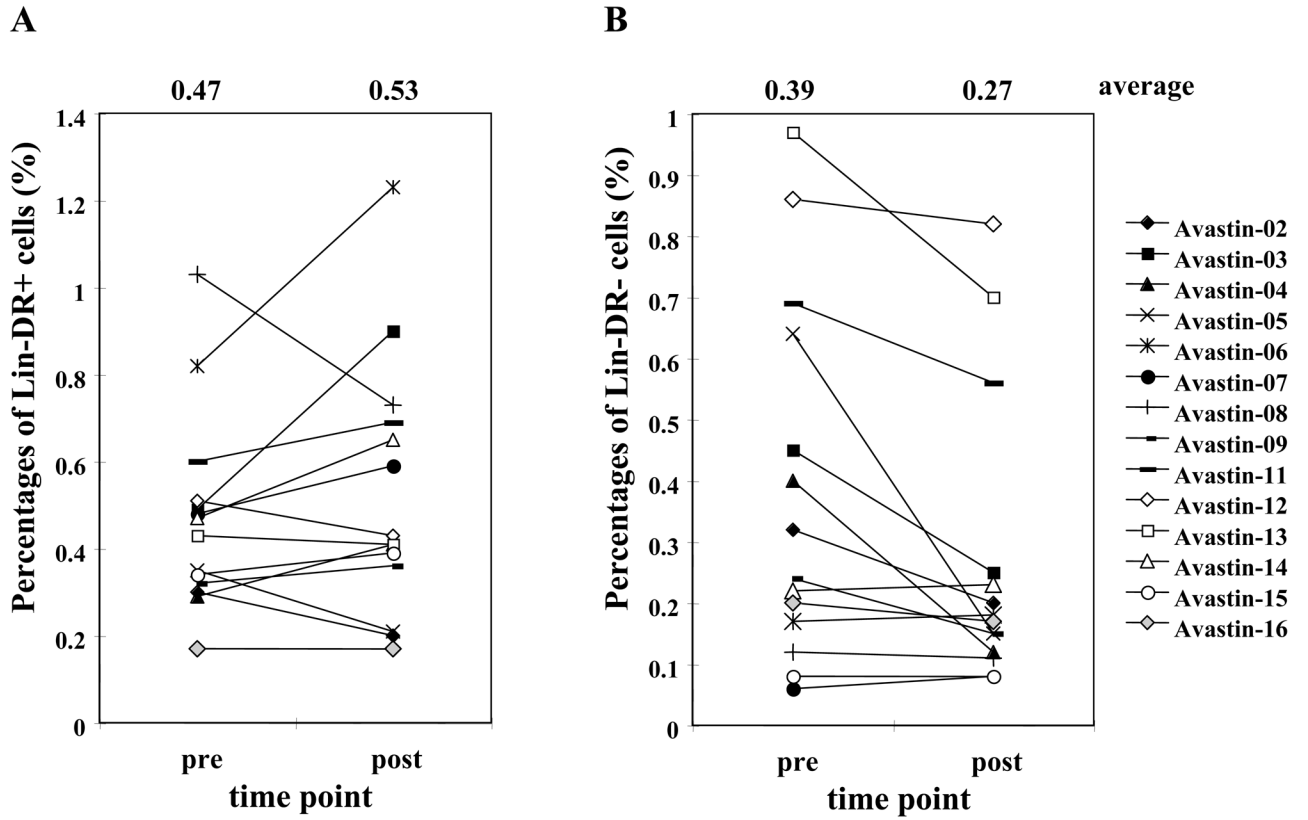 A
B
0.47
0.53
0.39
0.27
average
Percentages of Lin-DR+ cells (%)
1.4
1.2
1
0.8
0.6
0.4
0.2
0
pre
post
time point
Percentages of Lin-DR- cells (%)
1
0.9
0.8
0.7
0.6
0.5
0.4
0.3
0.2
0.1
0
pre
post
time point
Avastin-02
Avastin-03
Avastin-04
Avastin-05
Avastin-06
Avastin-07
Avastin-08
Avastin-09
Avastin-11
Avastin-12
Avastin-13
Avastin-14
Avastin-15
Avastin-16